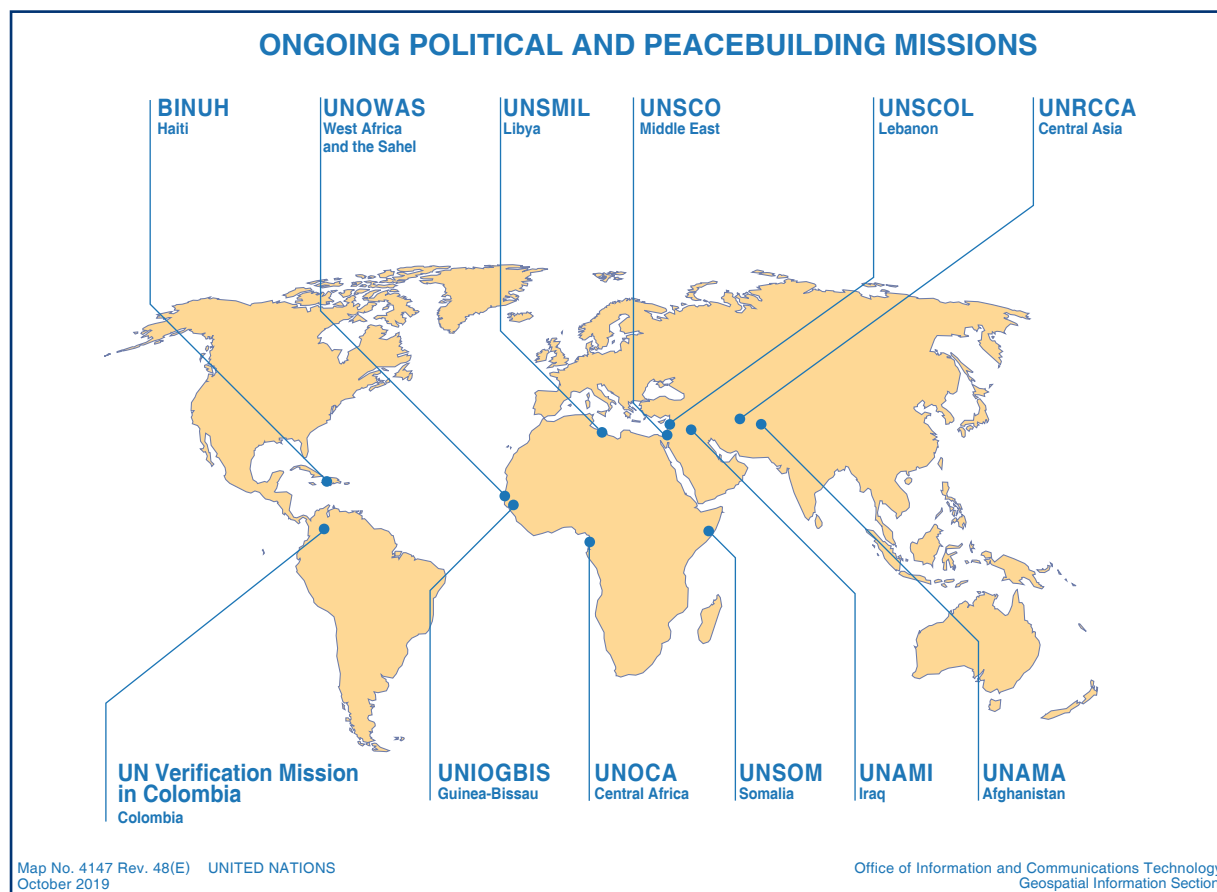 ONGOING POLITICAL AND PEACEBUILDING MISSIONS
BINUH
Haiti
UNOWAS
West Africa
and the Sahel
UNSMIL
Libya
UNSCO
Middle East
UNSCOL
Lebanon
UNRCCA
Central Asia
UN Verification Mission
in Colombia
Colombia
UNIOGBIS
Guinea-Bissau
UNOCA
Central Africa
UNSOM
Somalia
UNAMI
Iraq
UNAMA
Afghanistan
Map No. 4147 Rev. 48(E) UNITED NATIONS
October 2019
Office of Information and Communications Technology
Geospatial Information Section